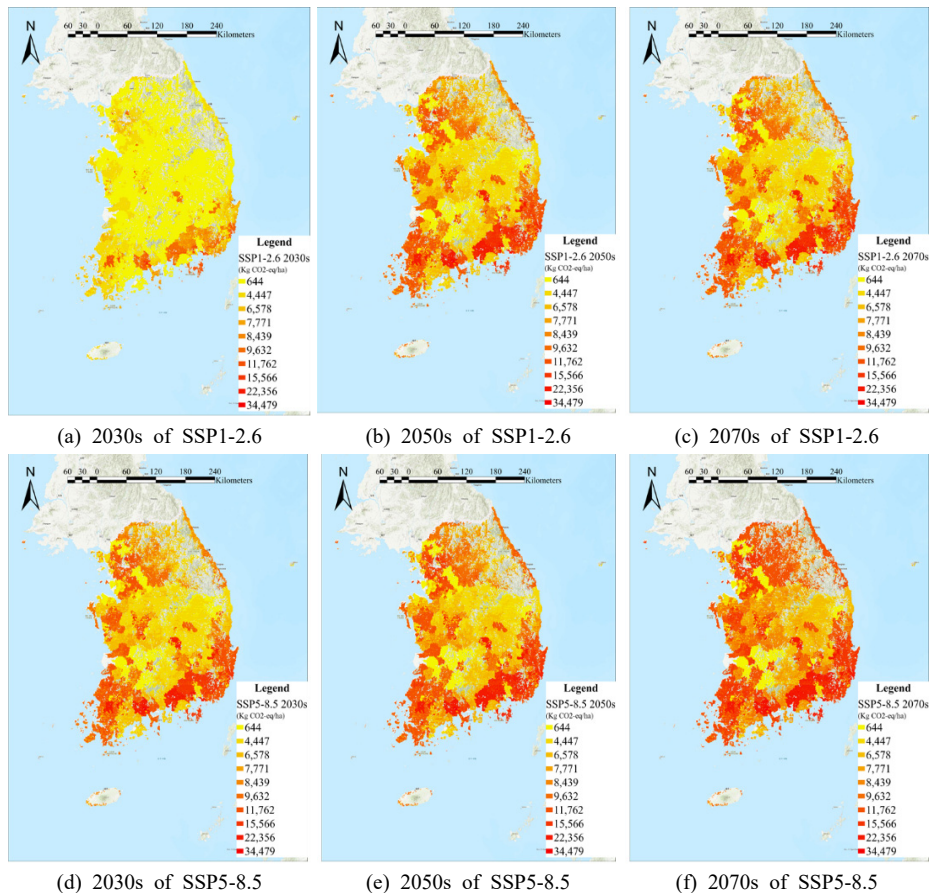 60 30 0 60 120 180 240
Kilometers
N
Legend
SSP1-2.6 2030s
(Kg CO2-eq/ha)
644
4,447
6,578
7,771
8,439
9,632
11,762
15,566
22,356
34,479
(a) 2030s of SSP1-2.6
60 30 0 60 120 180 240
Kilometers
N
Legend
SSP1-2.6 2050s
(Kg CO2-eq/ha)
644
4,447
6,578
7,771
8,439
9,632
11,762
15,566
22,356
34,479
(b) 2050s of SSP1-2.6
60 30 0 60 120 180 240
Kilometers
N
Legend
SSP1-2.6 2070s
(Kg CO2-eq/ha)
644
4,447
6,578
7,771
8,439
9,632
11,762
15,566
22,356
34,479
(c) 2070s of SSP1-2.6
60 30 0 60 120 180 240
Kilometers
N
Legend
SSP5-8.5 2030s
(Kg CO2-eq/ha)
644
4,447
6,578
7,771
8,439
9,632
11,762
15,566
22,356
34,479
(d) 2030s of SSP5-8.5
60 30 0 60 120 180 240
Kilometers
N
Legend
SSP5-8.5 2050s
(Kg CO2-eq/ha)
644
4,447
6,578
7,771
8,439
9,632
11,762
15,566
22,356
34,479
(e) 2050s of SSP5-8.5
60 30 0 60 120 180 240
Kilometers
N
Legend
SSP5-8.5 2070s
(Kg CO2-eq/ha)
644
4,447
6,578
7,771
8,439
9,632
11,762
15,566
22,356
34,479
(f) 2070s of SSP5-8.5